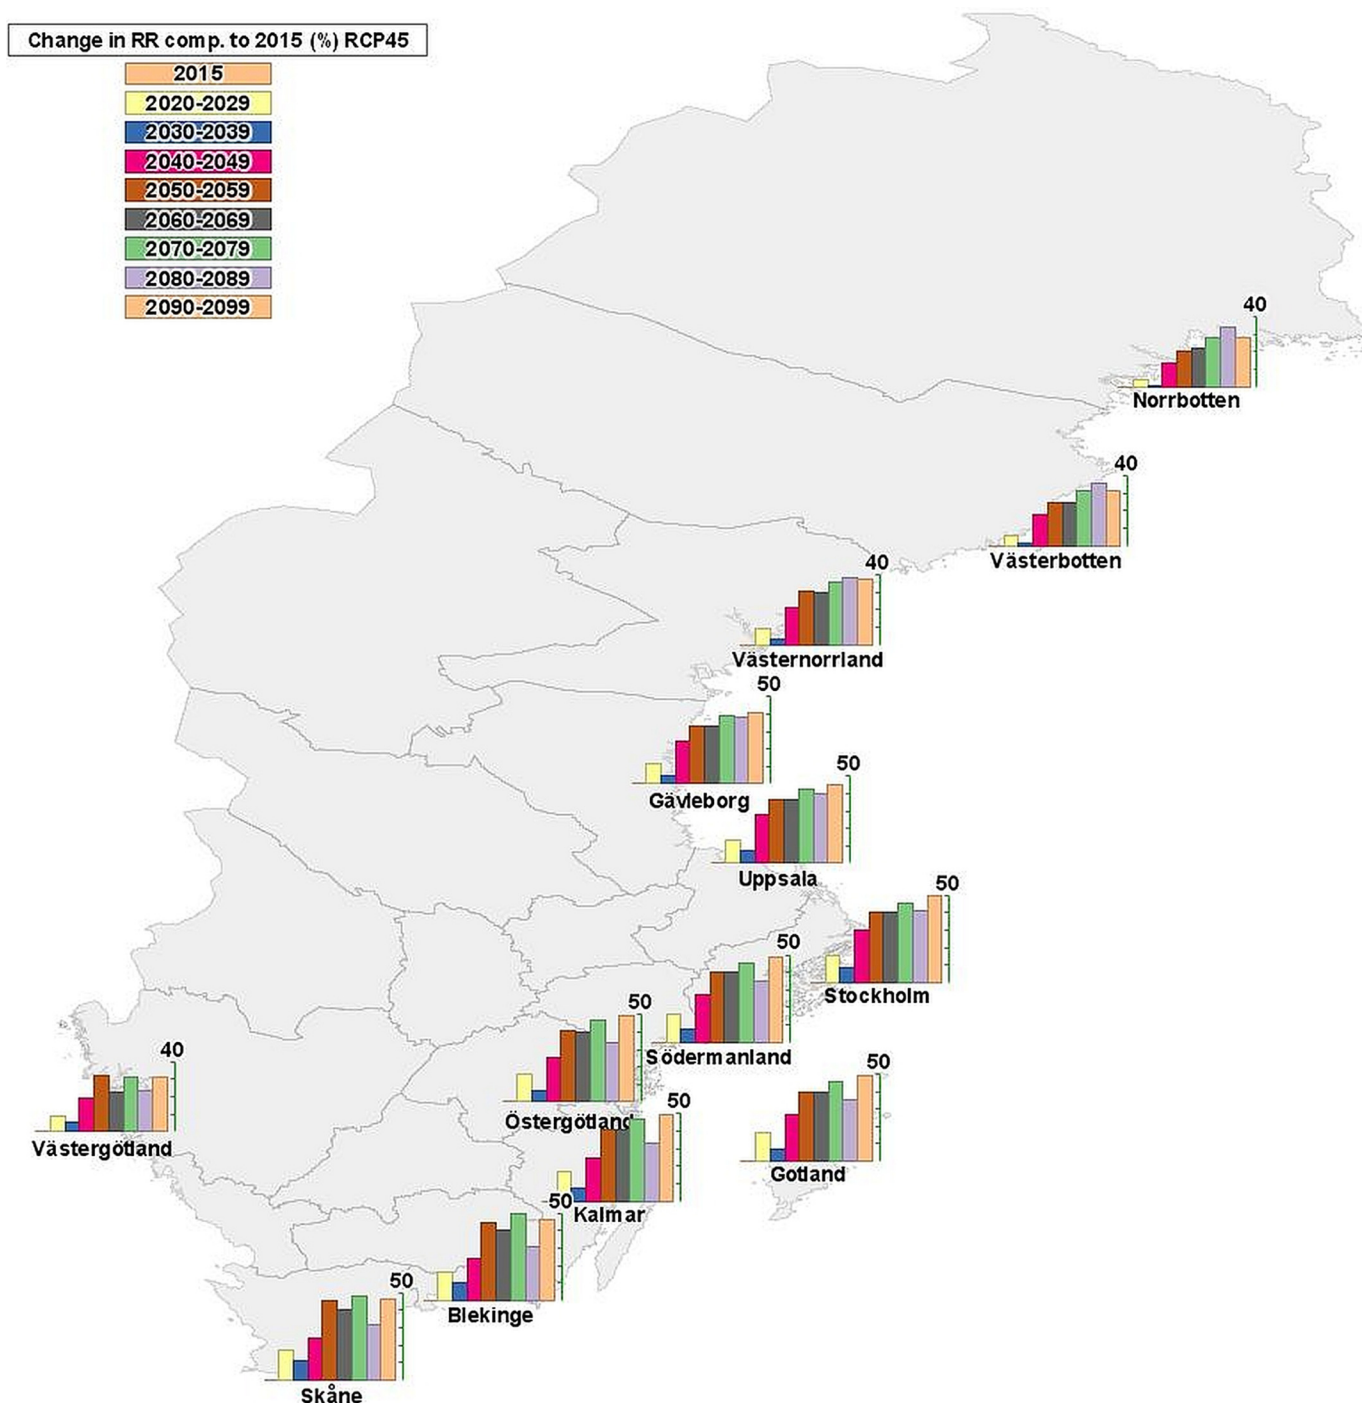 Change in RR comp. to 2015 (%) RCP45
2015
2020-2029
2030-2039
2040-2049
2050-2059
2060-2069
2070-2079
2080-2089
2090-2099
40
Norrbotten
40
Västerbotten
40
Västernorrland
50
Gävleborg
50
Uppsala
50
Stockholm
50
Södermanland
50
Östergötland
40
Västergötland
50
Gotland
50
Kalmar
50
Blekinge
50
Skåne